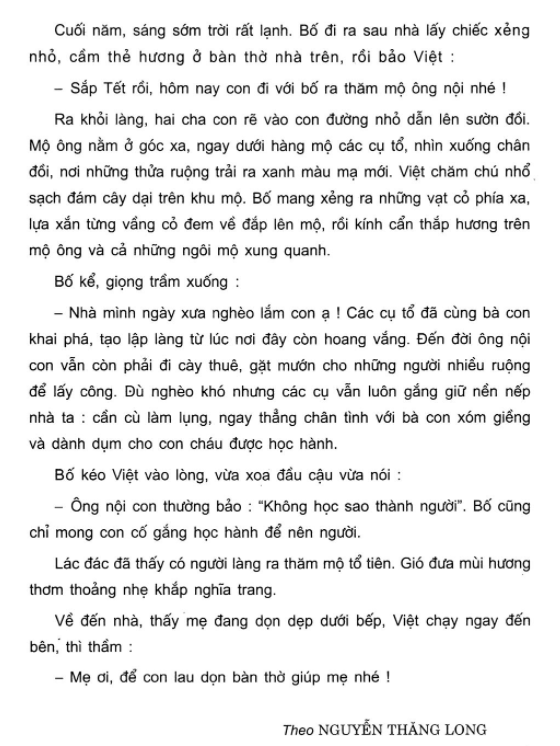 Cuối năm, sáng sớm trời rất lạnh. Bố đi ra sau nhà lấy chiếc xẻng
nhỏ, cầm thẻ hương ở bàn thờ nhà trên, rồi bảo Việt :
– Sắp Tết rồi, hôm nay con đi với bố ra thăm mộ ông nội nhé !
Ra khỏi làng, hai cha con rẽ vào con đường nhỏ dẫn lên sườn đồi.
Mộ ông nằm ở góc xa, ngay dưới hàng mộ các cụ tổ, nhìn xuống chân
đồi, nơi những thửa ruộng trải ra xanh màu mạ mới. Việt chăm chú nhổ
sạch đám cây dại trên khu mộ. Bố mang xẻng ra những vạt cỏ phía xa,
lựa xắn từng vầng cỏ đem về đắp lên mộ, rồi kính cẩn thắp hương trên
mộ ông và cả những ngôi mộ xung quanh.
Bố kể, giọng trầm xuống :
– Nhà mình ngày xưa nghèo lắm con ạ ! Các cụ tổ đã cùng bà con
khai phá, tạo lập làng từ lúc nơi đây còn hoang vắng. Đến đời ông nội
con vẫn còn phải đi cày thuê, gặt mướn cho những người nhiều ruộng
để lấy công. Dù nghèo khó nhưng các cụ vẫn luôn gắng giữ nền nếp
nhà ta : cần cù làm lụng, ngay thẳng chân tình với bà con xóm giềng
và dành dụm cho con cháu được học hành.
Bố kéo Việt vào lòng, vừa xoa đầu cậu vừa nói :
– Ông nội con thường bảo : “Không học sao thành người”. Bố cũng
chỉ mong con cố gắng học hành để nên người.
Lác đác đã thấy có người làng ra thăm mộ tổ tiên. Gió đưa mùi hương
thơm thoảng nhẹ khắp nghĩa trang.
Về đến nhà, thấy mẹ đang dọn dẹp dưới bếp, Việt chạy ngay đến
bên, thì thầm :
– Mẹ ơi, để con lau dọn bàn thờ giúp mẹ nhé !
Theo NGUYỄN THĂNG LONG